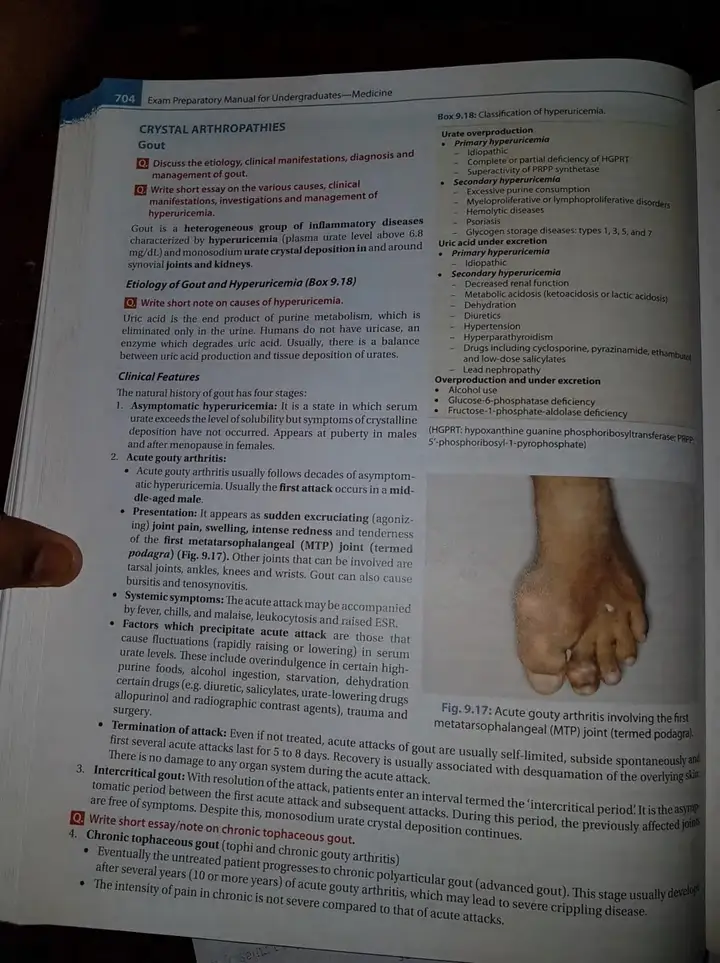 704 Exam Preparatory Manual for Undergraduates—Medicine
CRYSTAL ARTHROPATHIES
Gout
Q. Discuss the etiology, clinical manifestations, diagnosis and
management of gout.
Q. Write short essay on the various causes, clinical
manifestations, investigations and management of
hyperuricemia.
Gout is a heterogeneous group of inflammatory diseases
characterized by hyperuricemia (plasma urate level above 6.8
mg/dL) and monosodium urate crystal deposition in and around
synovial joints and kidneys.
Etiology of Gout and Hyperuricemia (Box 9.18)
Q. Write short note on causes of hyperuricemia.
Uric acid is the end product of purine metabolism, which is
eliminated only in the urine. Humans do not have uricase, an
enzyme which degrades uric acid. Usually, there is a balance
between uric acid production and tissue deposition of urates.
Clinical Features
The natural history of gout has four stages:
1. Asymptomatic hyperuricemia: It is a state in which serum
urate exceeds the level of solubility but symptoms of crystalline
deposition have not occurred. Appears at puberty in males
and after menopause in females.
2. Acute gouty arthritis:
• Acute gouty arthritis usually follows decades of asymptom-
atic hyperuricemia. Usually the first attack occurs in a mid-
dle-aged male.
• Presentation: It appears as sudden excruciating (agoniz-
ing) joint pain, swelling, intense redness and tenderness
of the first metatarsophalangeal (MTP) joint (termed
podagra) (Fig. 9.17). Other joints that can be involved are
tarsal joints, ankles, knees and wrists. Gout can also cause
bursitis and tenosynovitis.
• Systemic symptoms: The acute attack may be accompanied
by fever, chills, and malaise, leukocytosis and raised ESR.
• Factors which precipitate acute attack are those that
cause fluctuations (rapidly raising or lowering) in serum
urate levels. These include overindulgence in certain high-
purine foods, alcohol ingestion, starvation, dehydration
certain drugs (e.g. diuretic, salicylates, urate-lowering drugs
allopurinol and radiographic contrast agents), trauma and
surgery.
Box 9.18: Classification of hyperuricemia.
Urate overproduction
• Primary hyperuricemia
– Idiopathic
– Complete or partial deficiency of HGPRT
– Superactivity of PRPP synthetase
• Secondary hyperuricemia
– Excessive purine consumption
– Myeloproliferative or lymphoproliferative disorders
– Hemolytic diseases
– Psoriasis
– Glycogen storage diseases: types 1, 3, 5, and 7
Uric acid under excretion
• Primary hyperuricemia
– Idiopathic
• Secondary hyperuricemia
– Decreased renal function
– Metabolic acidosis (ketoacidosis or lactic acidosis)
– Dehydration
– Diuretics
– Hypertension
– Hyperparathyroidism
– Drugs including cyclosporine, pyrazinamide, ethambutol
and low-dose salicylates
– Lead nephropathy
Overproduction and under excretion
• Alcohol use
• Glucose-6-phosphatase deficiency
• Fructose-1-phosphate-aldolase deficiency
(HGPRT: hypoxanthine guanine phosphoribosyltransferase; PRPP:
5'-phosphoribosyl-1-pyrophosphate)
Fig. 9.17: Acute gouty arthritis involving the first
metatarsophalangeal (MTP) joint (termed podagra).
• Termination of attack: Even if not treated, acute attacks of gout are usually self-limited, subside spontaneously and
first several acute attacks last for 5 to 8 days. Recovery is usually associated with desquamation of the overlying skin.
There is no damage to any organ system during the acute attack.
3. Intercritical gout: With resolution of the attack, patients enter an interval termed the 'intercritical period'. It is the asymp-
tomatic period between the first acute attack and subsequent attacks. During this period, the previously affected joints
are free of symptoms. Despite this, monosodium urate crystal deposition continues.
Q. Write short essay/note on chronic tophaceous gout.
4. Chronic tophaceous gout (tophi and chronic gouty arthritis)
• Eventually the untreated patient progresses to chronic polyarticular gout (advanced gout). This stage usually develops
after several years (10 or more years) of acute gouty arthritis, which may lead to severe crippling disease.
• The intensity of pain in chronic is not severe compared to that of acute attacks.